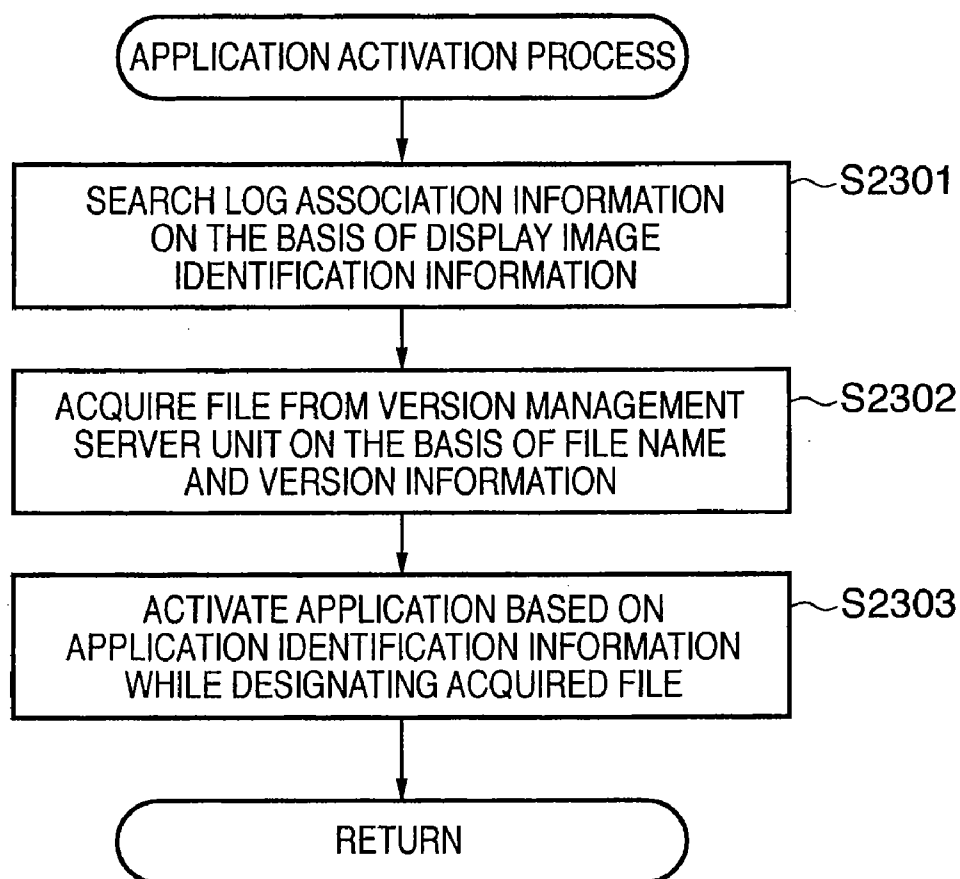 APPLICATION ACTIVATION PROCESS
SEARCH LOG ASSOCIATION INFORMATION
ON THE BASIS OF DISPLAY IMAGE
IDENTIFICATION INFORMATION
S2301
ACQUIRE FILE FROM VERSION MANAGEMENT
SERVER UNIT ON THE BASIS OF FILE NAME
AND VERSION INFORMATION
S2302
ACTIVATE APPLICATION BASED ON
APPLICATION IDENTIFICATION INFORMATION
WHILE DESIGNATING ACQUIRED FILE
S2303
RETURN